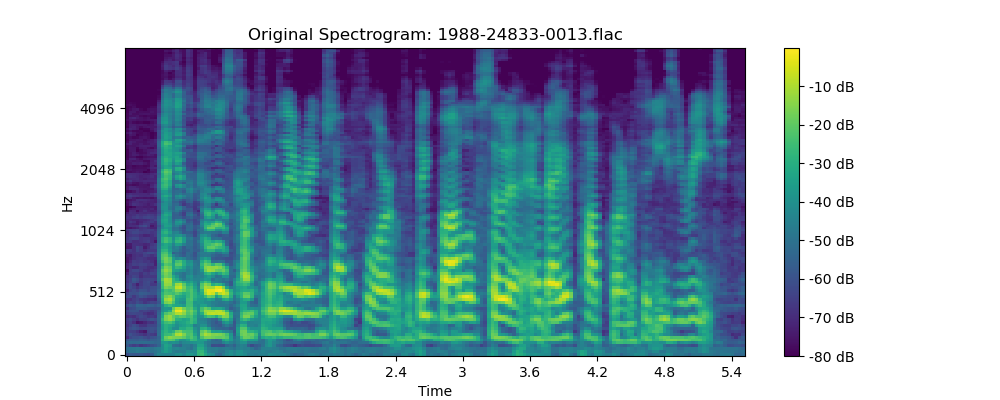 Original Spectrogram: 1988-24833-0013.flac
4096
2048
1024
512
0
Hz
0 0.6 1.2 1.8 2.4 3 3.6 4.2 4.8 5.4
Time
-10 dB
-20 dB
-30 dB
-40 dB
-50 dB
-60 dB
-70 dB
-80 dB